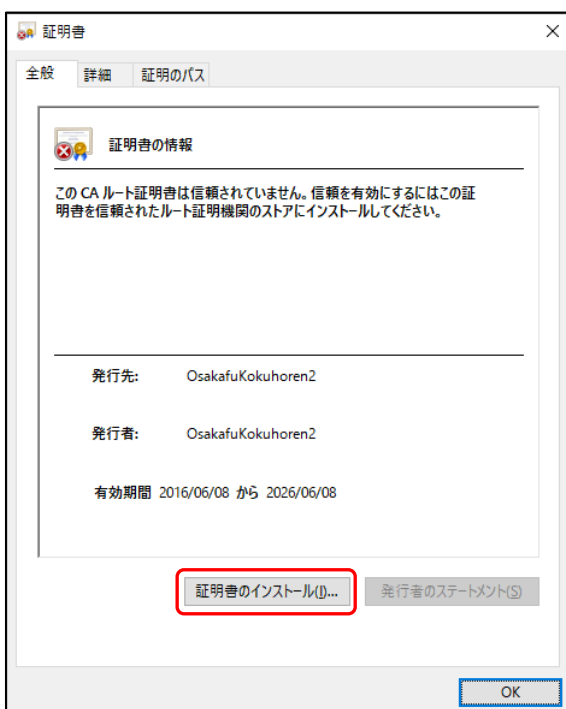 証明書
全般 詳細 証明のパス
証明書の情報
この CA ルート証明書は信頼されていません。信頼を有効にするにはこの証
明書を信頼されたルート証明機関のストアにインストールしてください。
発行先: OsakafuKokuhoren2
発行者: OsakafuKokuhoren2
有効期間 2016/06/08 から 2026/06/08
証明書のインストール(I)... 発行者のステートメント(S)
OK